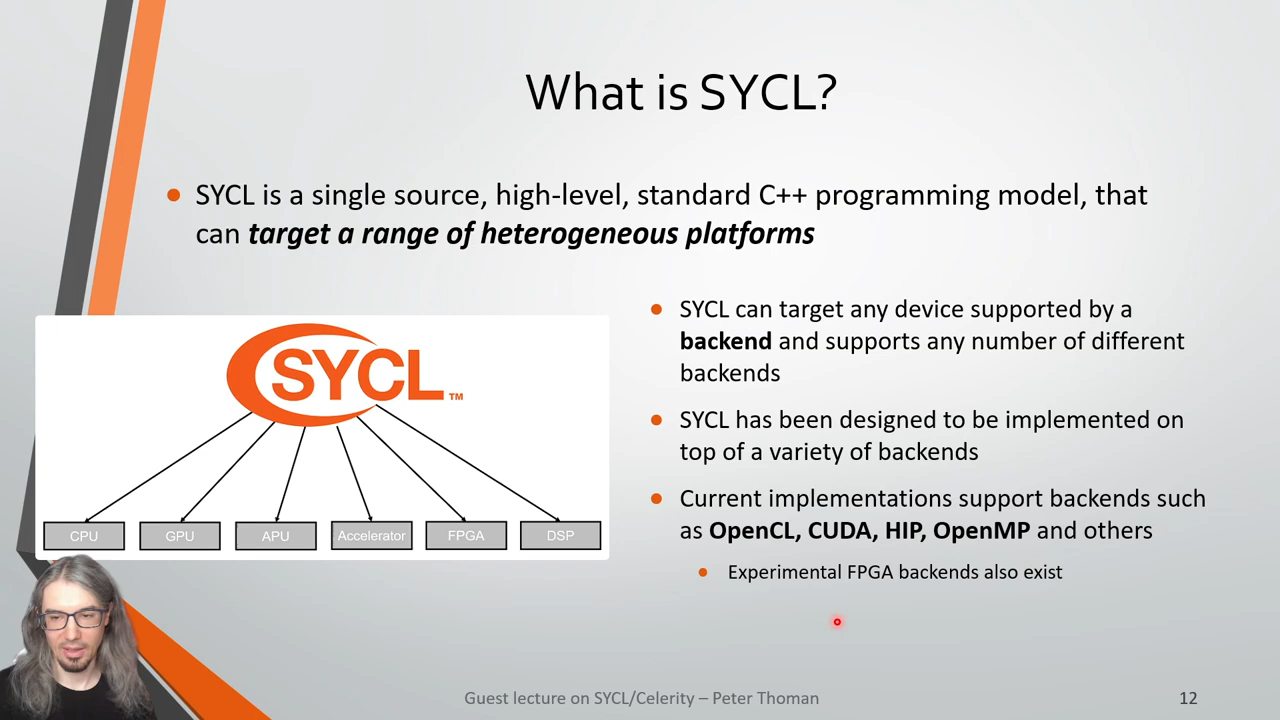 What is SYCL?
SYCL is a single source, high-level, standard C++ programming model, that
can target a range of heterogeneous platforms
SYCL™
CPU
GPU
APU
Accelerator
FPGA
DSP
SYCL can target any device supported by a
backend and supports any number of different
backends
SYCL has been designed to be implemented on
top of a variety of backends
Current implementations support backends such
as OpenCL, CUDA, HIP, OpenMP and others
Experimental FPGA backends also exist
Guest lecture on SYCL/Celerity – Peter Thoman
12